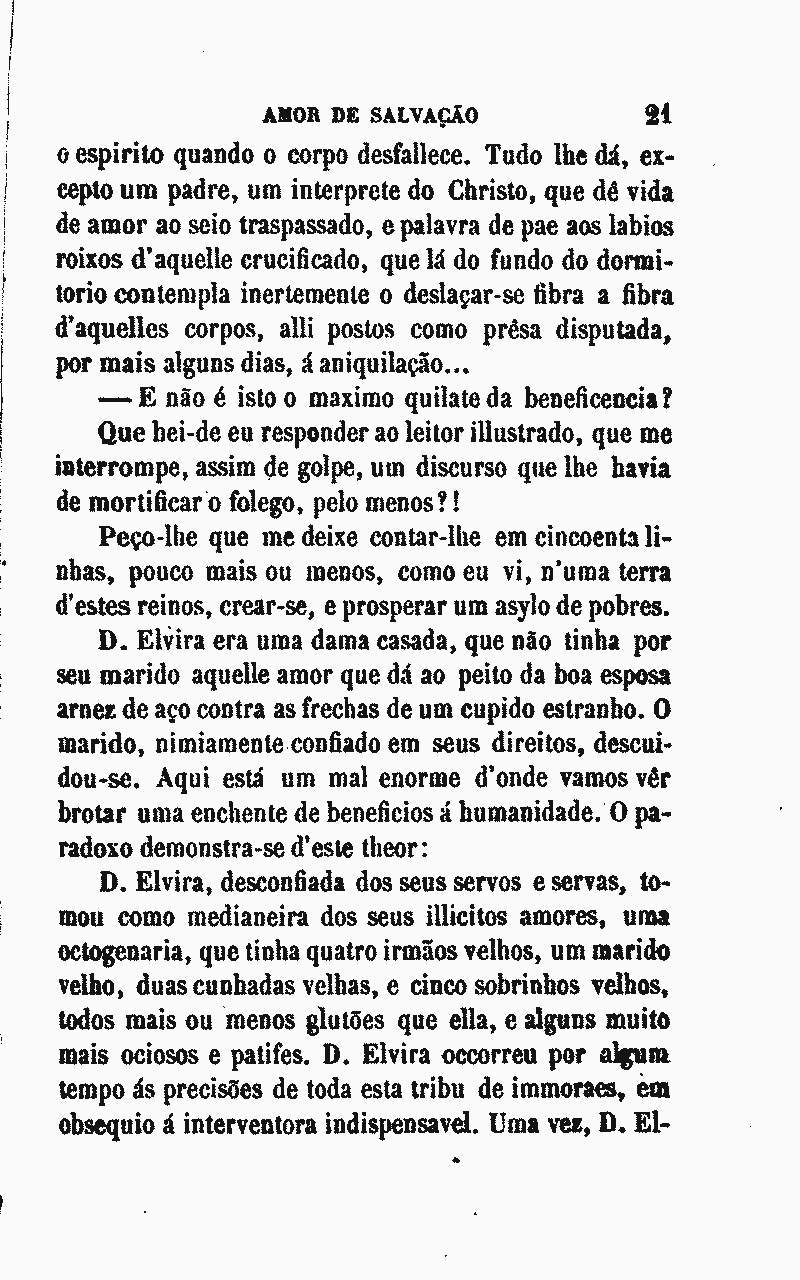 AMOR DE SALVAÇÃO 21
o espirito quando o corpo desfallece. Tudo lhe dá, ex-
cepto um padre, um interprete do Christo, que dê vida
de amor ao seio traspassado, e palavra de pae aos labios
roixos d'aquelle crucificado, que lá do fundo do dormi-
torio contempla inertemente o deslaçar-se fibra a fibra
d'aquelles corpos, alli postos como prêsa disputada,
por mais alguns dias, á aniquilação...
— E não é isto o maximo quilate da beneficencia?
Que hei-de eu responder ao leitor illustrado, que me
interrompe, assim de golpe, um discurso que lhe havia
de mortificar o folego, pelo menos?!
Peço-lhe que me deixe contar-lhe em cincoenta li-
nhas, pouco mais ou menos, como eu vi, n'uma terra
d'estes reinos, crear-se, e prosperar um asylo de pobres.
D. Elvira era uma dama casada, que não tinha por
seu marido aquelle amor que dá ao peito da boa esposa
arnez de aço contra as frechas de um cupido estranho. O
marido, nimiamente confiado em seus direitos, descui-
dou-se. Aqui está um mal enorme d'onde vamos vêr
brotar uma enchente de beneficios á humanidade. O pa-
radoxo demonstra-se d'este theor:
D. Elvira, desconfiada dos seus servos e servas, to-
mou como medianeira dos seus illicitos amores, uma
octogenaria, que tinha quatro irmãos velhos, um marido
velho, duas cunhadas velhas, e cinco sobrinhos velhos,
todos mais ou menos glutões que ella, e alguns muito
mais ociosos e patifes. D. Elvira occorreu por algum
tempo ás precisões de toda esta tribu de immoraes, em
obsequio á interventora indispensavel. Uma vez, D. El-